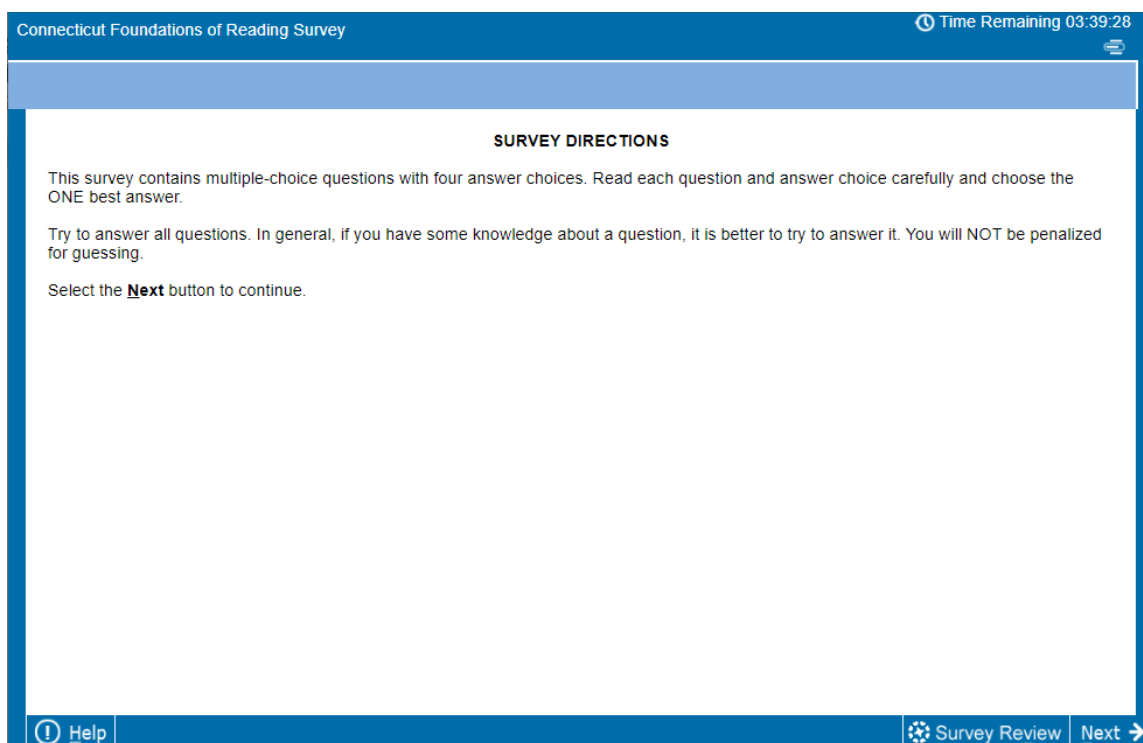 Connecticut Foundations of Reading Survey
Time Remaining 03:39:28
SURVEY DIRECTIONS
This survey contains multiple-choice questions with four answer choices. Read each question and answer choice carefully and choose the
ONE best answer.
Try to answer all questions. In general, if you have some knowledge about a question, it is better to try to answer it. You will NOT be penalized
for guessing.
Select the Next button to continue.
Help
Survey Review
Next